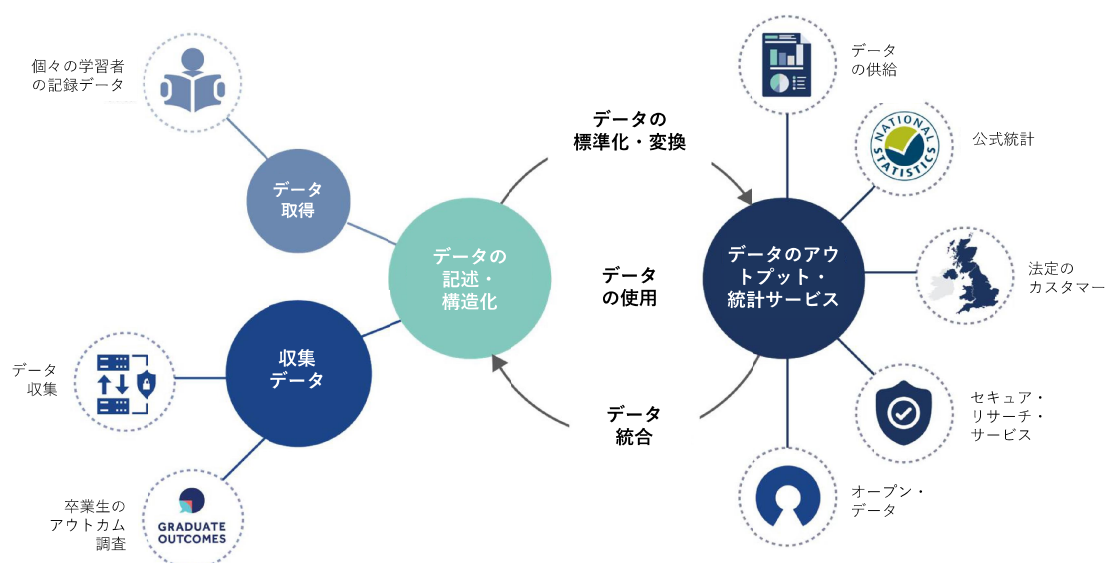 個々の学習者
の記録データ
データ
取得
収集
データ
データ
収集
卒業生の
アウトカム
調査
GRADUATE
OUTCOMES
データの
記述・
構造化
データの
標準化・変換
データ
の使用
データ
統合
データのアウ
トプット・
統計サービス
データ
の供給
NATIONAL
STATISTICS
公式統計
法定の
カスタマー
セキュア・
リサーチ・
サービス
オープン・
データ